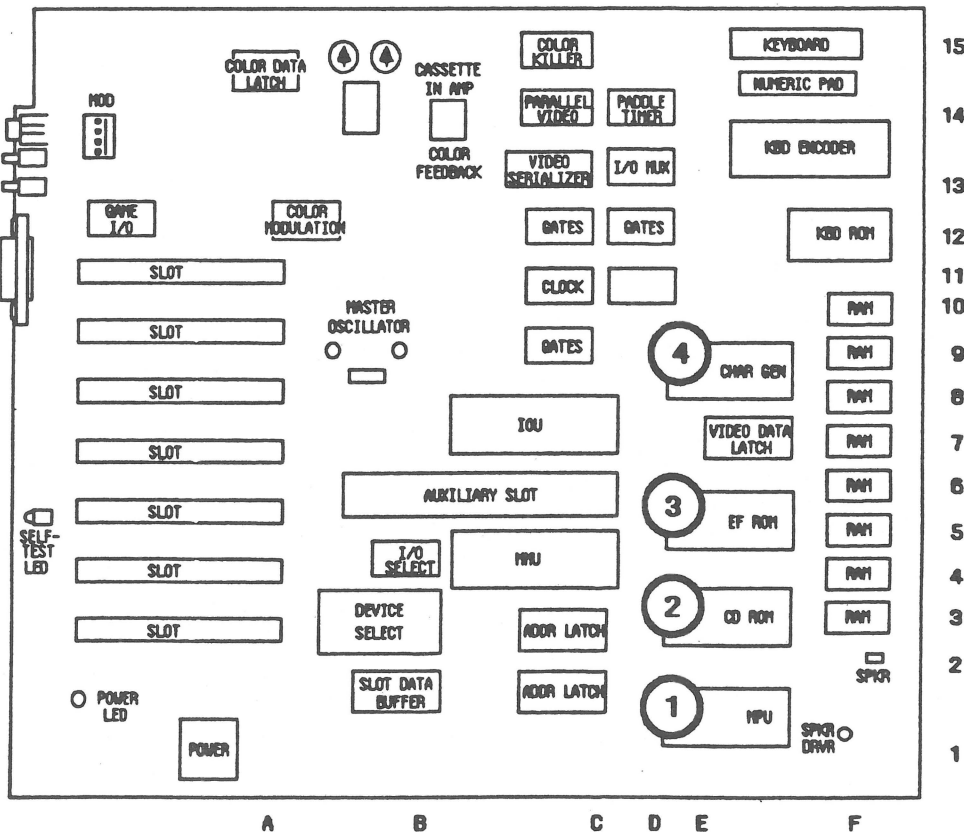 15
KEYBOARD
COLOR
KILLER
COLOR DATA
LATCH
CASSETTE
IN AMP
NUMERIC PAD
MOD
PARALLEL
VIDEO
PADDLE
TIMER
14
KBD ENCODER
COLOR
FEEDBACK
VIDEO
SERIALIZER
I/O MUX
13
GAME
I/O
COLOR
MODULATION
GATES
GATES
KBD ROM
12
SLOT
CLOCK
11
MASTER
OSCILLATOR
RAM
10
SLOT
GATES
4
CHAR GEN
RAM
9
SLOT
RAM
8
IOU
VIDEO DATA
LATCH
RAM
7
SLOT
AUXILIARY SLOT
RAM
6
SLOT
3
EF ROM
RAM
5
SELF-
TEST
LED
I/O
SELECT
MMU
SLOT
RAM
4
DEVICE
SELECT
2
CD ROM
RAM
3
SLOT
ADDR LATCH
SPKR
2
SLOT DATA
BUFFER
ADDR LATCH
POWER
LED
1
MPU
SPKR
DRVR
POWER
1
A B C D E F